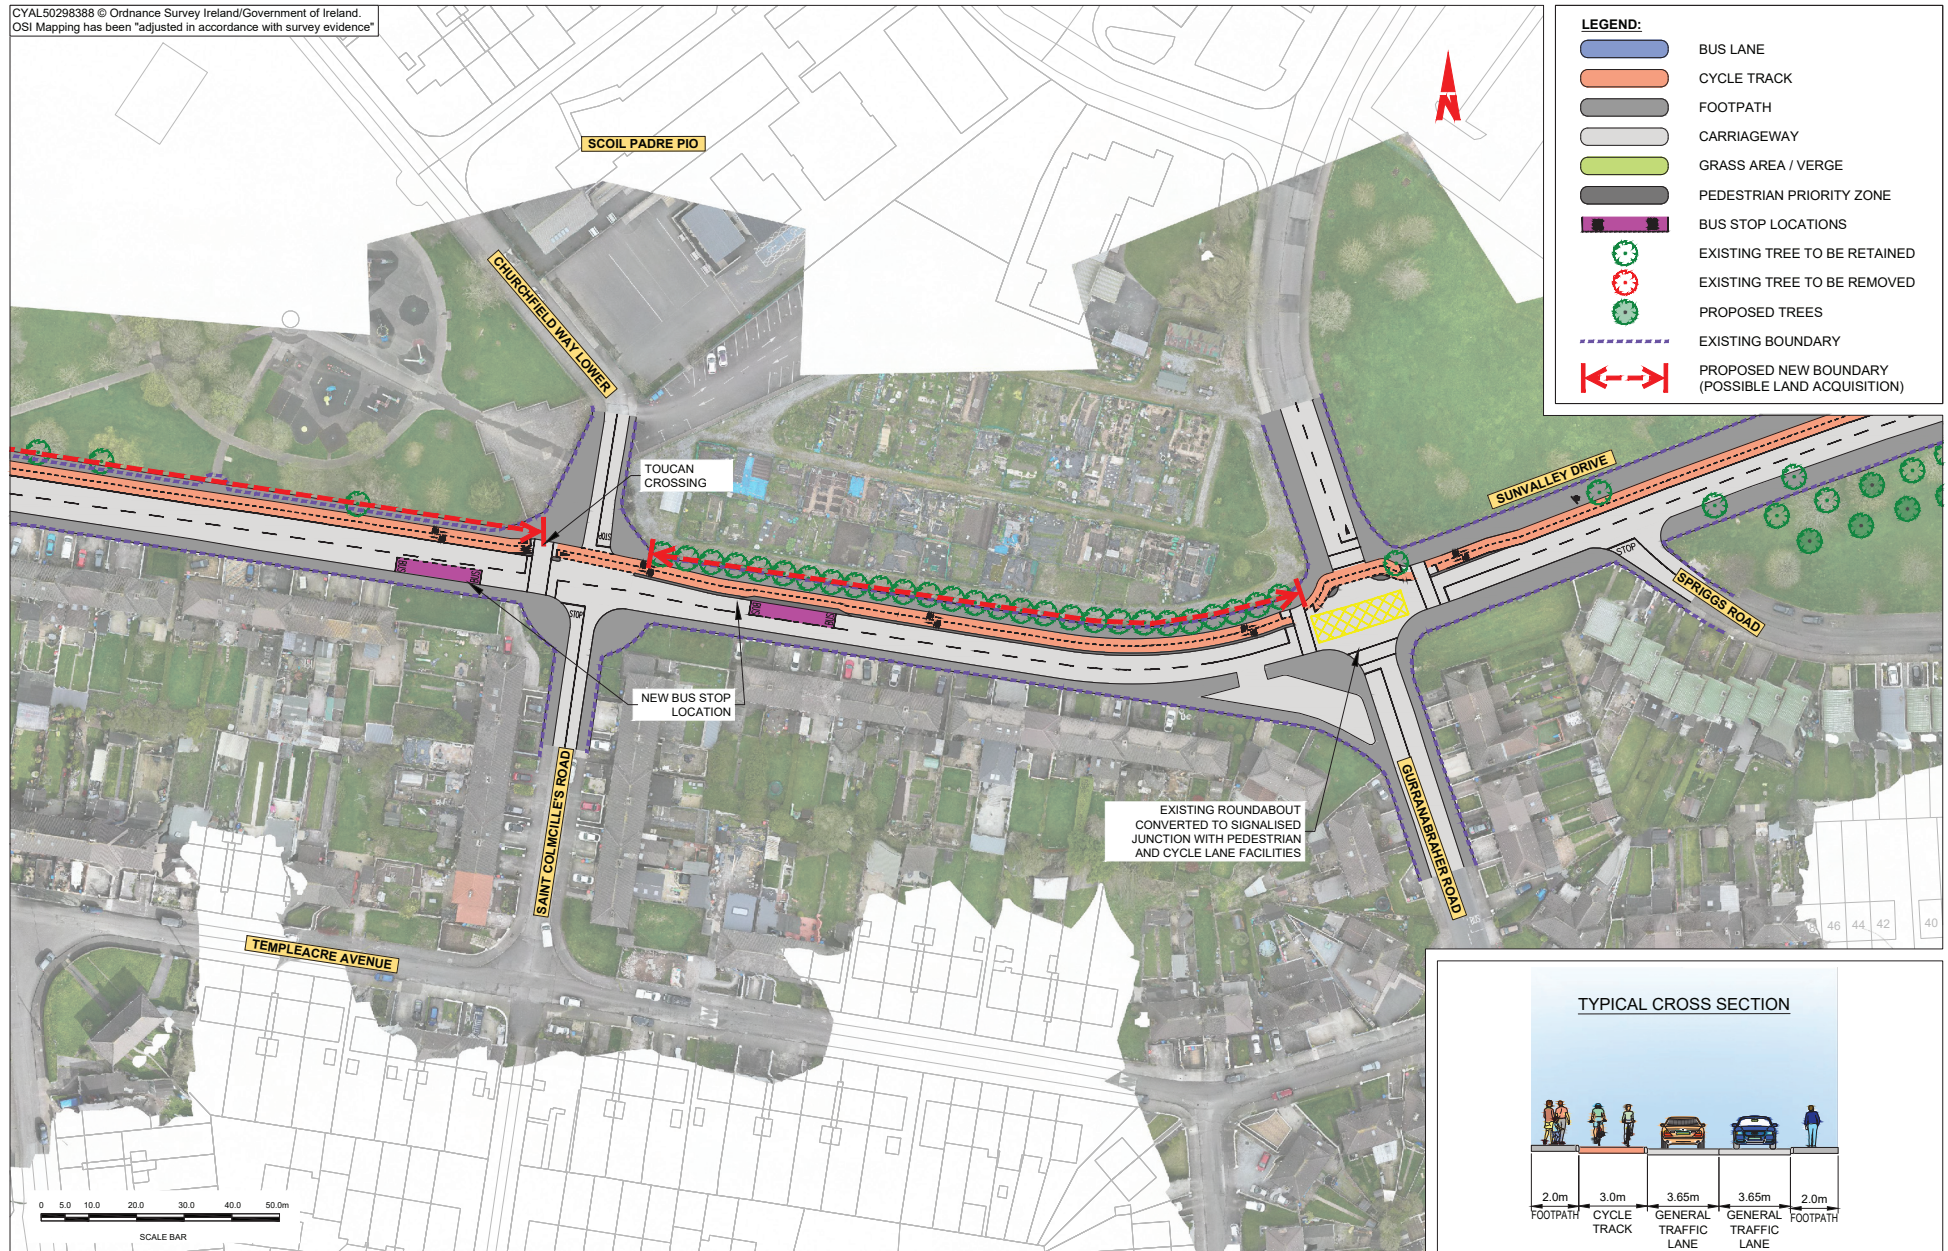 CYAL50298388 © Ordnance Survey Ireland/Government of Ireland.
OSI Mapping has been "adjusted in accordance with survey evidence"
LEGEND:
BUS LANE
CYCLE TRACK
FOOTPATH
CARRIAGEWAY
GRASS AREA / VERGE
PEDESTRIAN PRIORITY ZONE
BUS STOP LOCATIONS
EXISTING TREE TO BE RETAINED
EXISTING TREE TO BE REMOVED
PROPOSED TREES
EXISTING BOUNDARY
PROPOSED NEW BOUNDARY
(POSSIBLE LAND ACQUISITION)
N
SCOIL PADRE PIO
CHURCHFIELD WAY LOWER
TOUCAN
CROSSING
SUNVALLEY DRIVE
STOP
STOP
STOP
BUS
BUS
BUS
BUS
SPRIGGS ROAD
NEW BUS STOP
LOCATION
SAINT COLMCILLE'S ROAD
GURRANABRAHER ROAD
EXISTING ROUNDABOUT
CONVERTED TO SIGNALISED
JUNCTION WITH PEDESTRIAN
AND CYCLE LANE FACILITIES
BUS
46 44 42 40
TEMPLEACRE AVENUE
TYPICAL CROSS SECTION
2.0m 3.0m 3.65m 3.65m 2.0m
FOOTPATH CYCLE TRACK GENERAL TRAFFIC LANE GENERAL TRAFFIC LANE FOOTPATH
0 5.0 10.0 20.0 30.0 40.0 50.0m
SCALE BAR